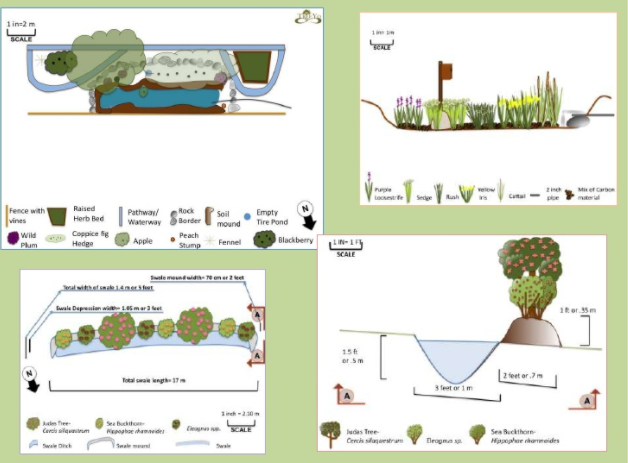 1 in=2 m
SCALE
Fence with vines
Raised Herb Bed
Pathway/ Waterway
Rock Border
Soil mound
Empty Tire Pond
N
Wild Plum
Coppice fig Hedge
Apple
Peach Stump
Fennel
Blackberry
SCALE
Purple loosestrife
Sedge
Rush
Yellow Iris
Cattail
2 inch pipe
Mix of Carbon material
Swale mound width= 70 cm or 2 feet
Total width of swale 1.4 m or 5 feet
Swale Depression width= 1.05 m or 3 feet
A
A
N
Total swale length= 17 m
1 inch = 2.30 m
SCALE
Judas Tree-
Cercis siliquastrum
Sea Buckthorn-
Hippophae rhamnoides
Eleagnus spp.
Swale Ditch
Swale mound
Swale
1 IN= 1 FT
SCALE
1 ft or .35 m
1.5 ft
or .5 m
3 feet or 1 m
2 feet or .7 m
A
A
Judas Tree-
Cercis siliquastrum
Eleagnus sp.
Sea Buckthorn-
Hippophae rhamnoides